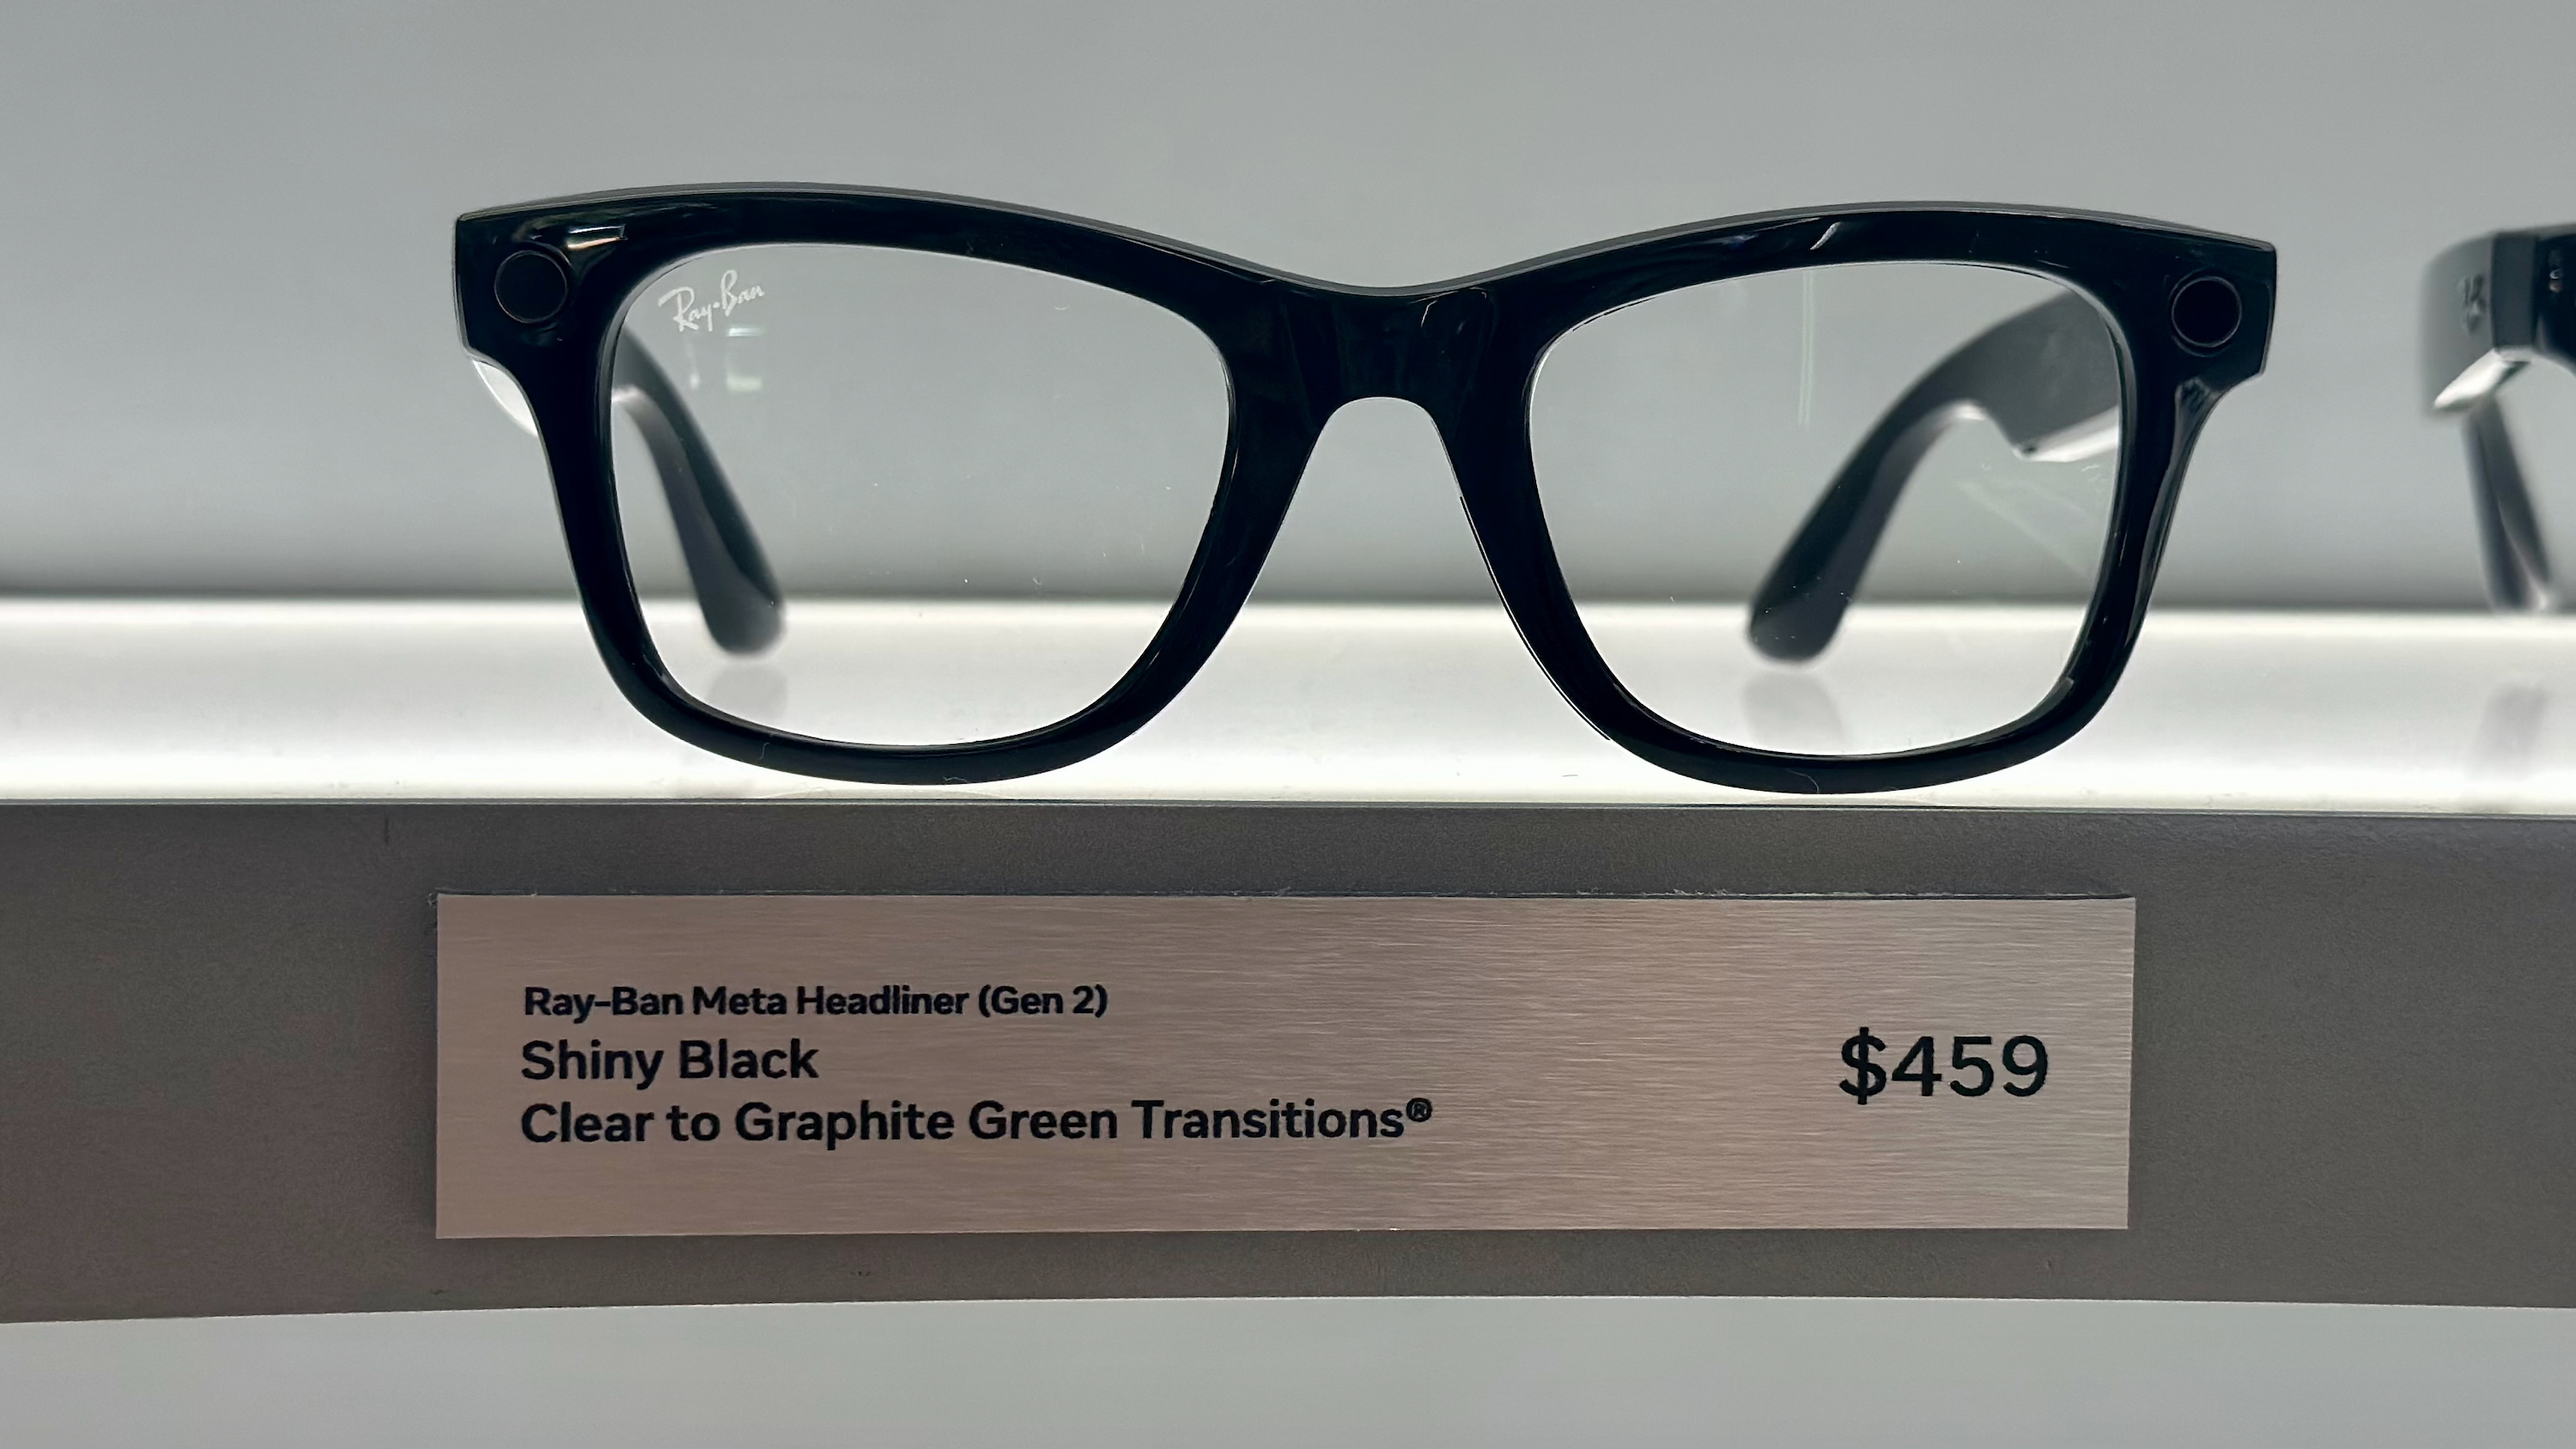 Ray-Ban
Ray-Ban Meta Headliner (Gen 2)
Shiny Black
Clear to Graphite Green Transitions®
$459